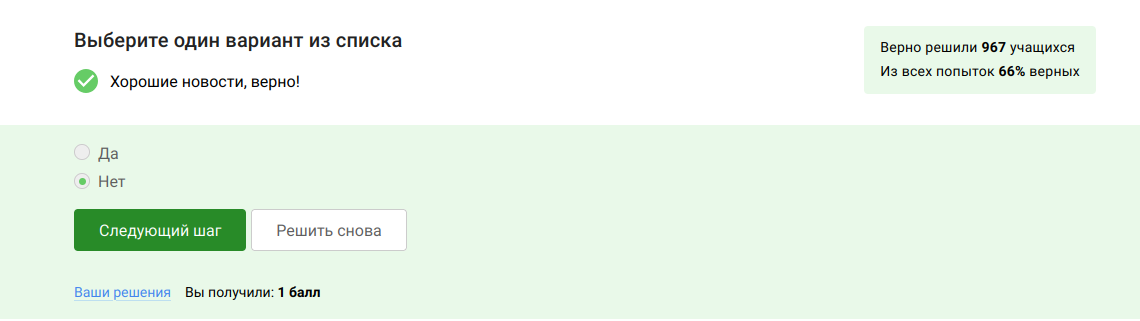 Выберите один вариант из списка
Верно решили 967 учащихся
Из всех попыток 66% верных
Хорошие новости, верно!
Да
Нет
Следующий шаг
Решить снова
Ваши решения Вы получили: 1 балл